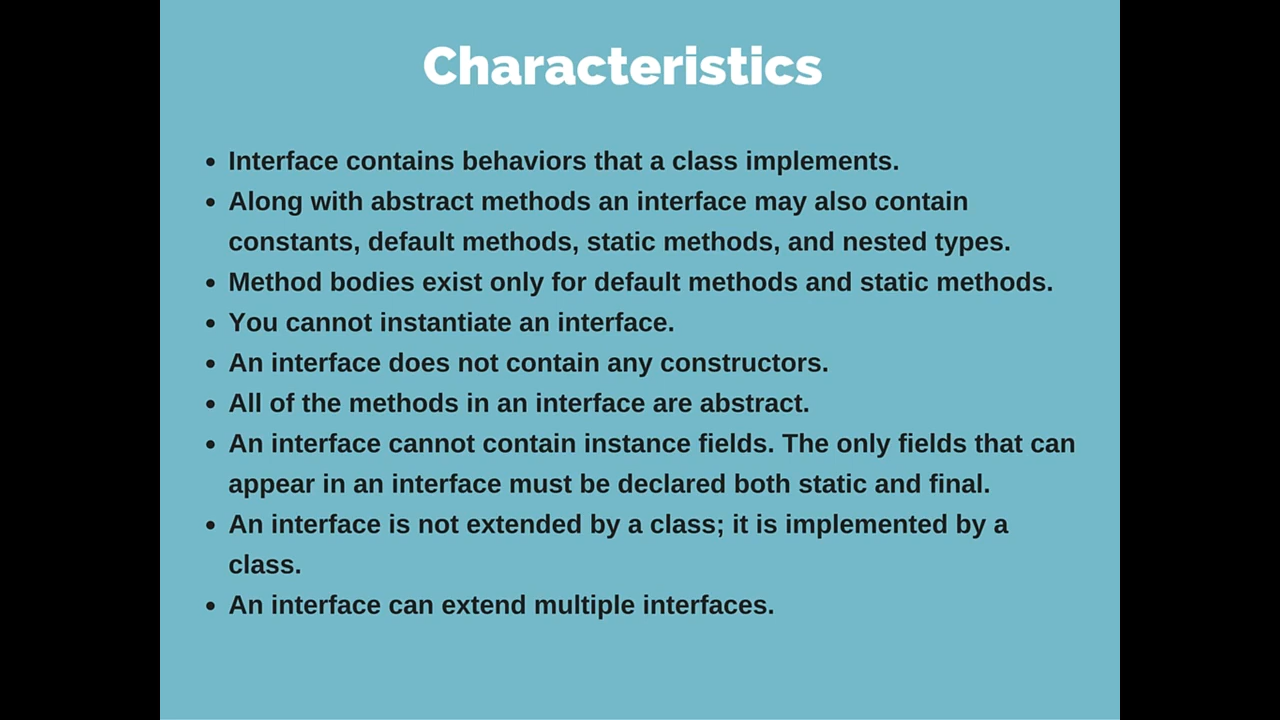 Characteristics
• Interface contains behaviors that a class implements.
• Along with abstract methods an interface may also contain
constants, default methods, static methods, and nested types.
• Method bodies exist only for default methods and static methods.
• You cannot instantiate an interface.
• An interface does not contain any constructors.
• All of the methods in an interface are abstract.
• An interface cannot contain instance fields. The only fields that can
appear in an interface must be declared both static and final.
• An interface is not extended by a class; it is implemented by a
class.
• An interface can extend multiple interfaces.